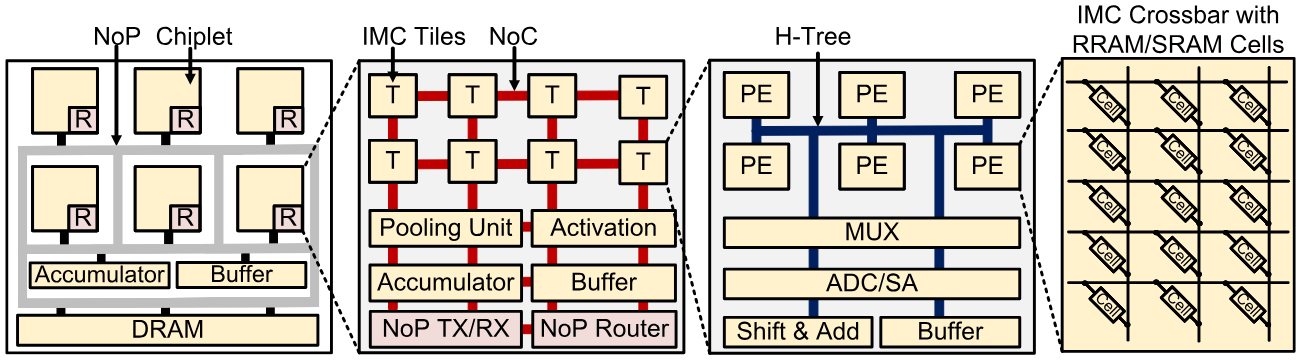 NoP Chiplet
R R R
R R R
Accumulator Buffer
DRAM
IMC Tiles NoC
T T T T
T T T T
Pooling Unit Activation
Accumulator Buffer
NoP TX/RX NoP Router
H-Tree
PE PE PE
PE PE PE
MUX
ADC/SA
Shift & Add Buffer
IMC Crossbar with
RRAM/SRAM Cells
Cell Cell Cell
Cell Cell Cell
Cell Cell Cell
Cell Cell Cell
Cell Cell Cell